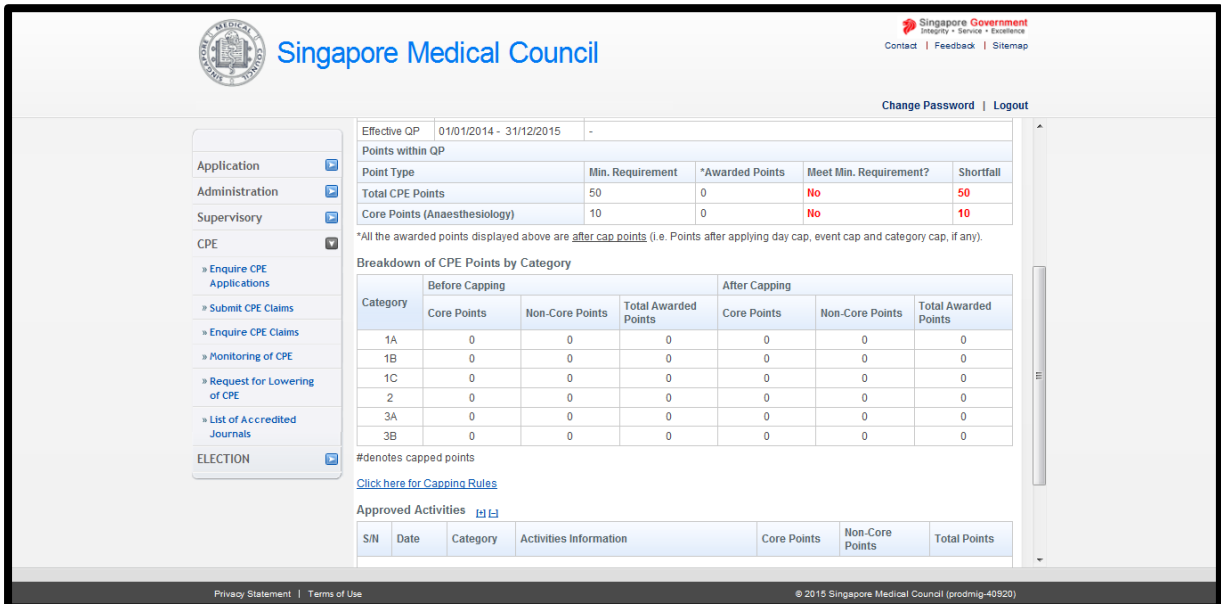 Singapore Government
Integrity • Service • Excellence
Contact | Feedback | Sitemap
Singapore Medical Council
Change Password | Logout
Application
Administration
Supervisory
CPE
» Enquire CPE
Applications
» Submit CPE Claims
» Enquire CPE Claims
» Monitoring of CPE
» Request for Lowering
of CPE
» List of Accredited
Journals
ELECTION
Effective QP 01/01/2014 - 31/12/2015 -
Points within QP
Point Type Min. Requirement *Awarded Points Meet Min. Requirement? Shortfall
Total CPE Points 50 0 No 50
Core Points (Anaesthesiology) 10 0 No 10
*All the awarded points displayed above are after cap points (i.e. Points after applying day cap, event cap and category cap, if any).
Breakdown of CPE Points by Category
Category Before Capping After Capping
Core Points Non-Core Points Total Awarded Points Core Points Non-Core Points Total Awarded Points
1A 0 0 0 0 0 0
1B 0 0 0 0 0 0
1C 0 0 0 0 0 0
2 0 0 0 0 0 0
3A 0 0 0 0 0 0
3B 0 0 0 0 0 0
#denotes capped points
Click here for Capping Rules
Approved Activities [+] [-]
S/N Date Category Activities Information Core Points Non-Core Points Total Points
Privacy Statement | Terms of Use
© 2015 Singapore Medical Council (prodmig-40920)